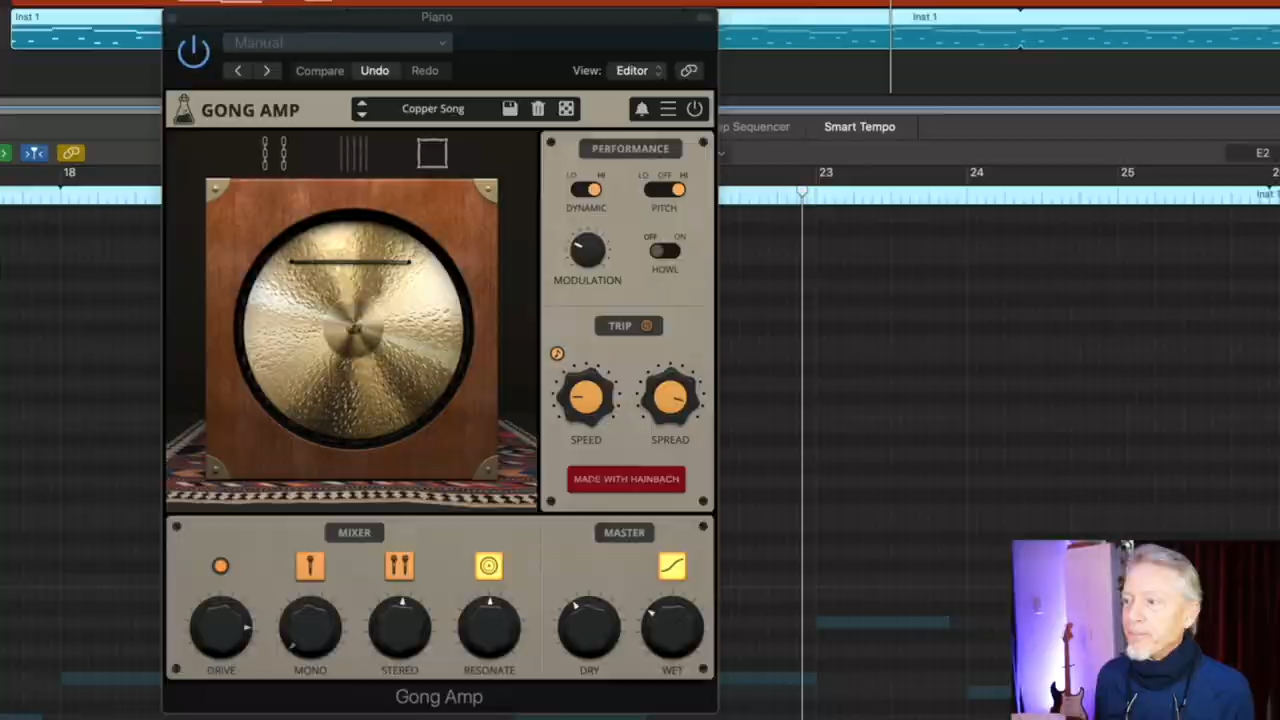 Inst 1
Piano
Inst 1
Manual
Compare Undo Redo
View: Editor
GONG AMP
Copper Song
p Sequencer
Smart Tempo
E2
18
23
24
25
Inst 1
PERFORMANCE
LO HI
LO OFF HI
DYNAMIC
PITCH
OFF ON
MODULATION
HOWL
TRIP
SPEED
SPREAD
MADE WITH HAINBACH
MIXER
MASTER
DRIVE
MONO
STEREO
RESONATE
DRY
WET
Gong Amp